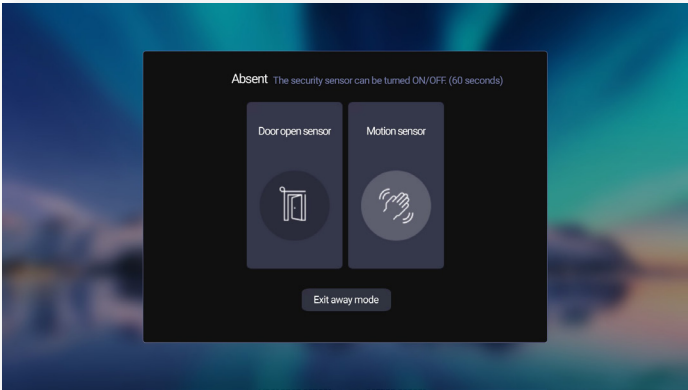 Absent The security sensor can be turned ON/OFF. (60 seconds)
Door open sensor
Motion sensor
Exit away mode